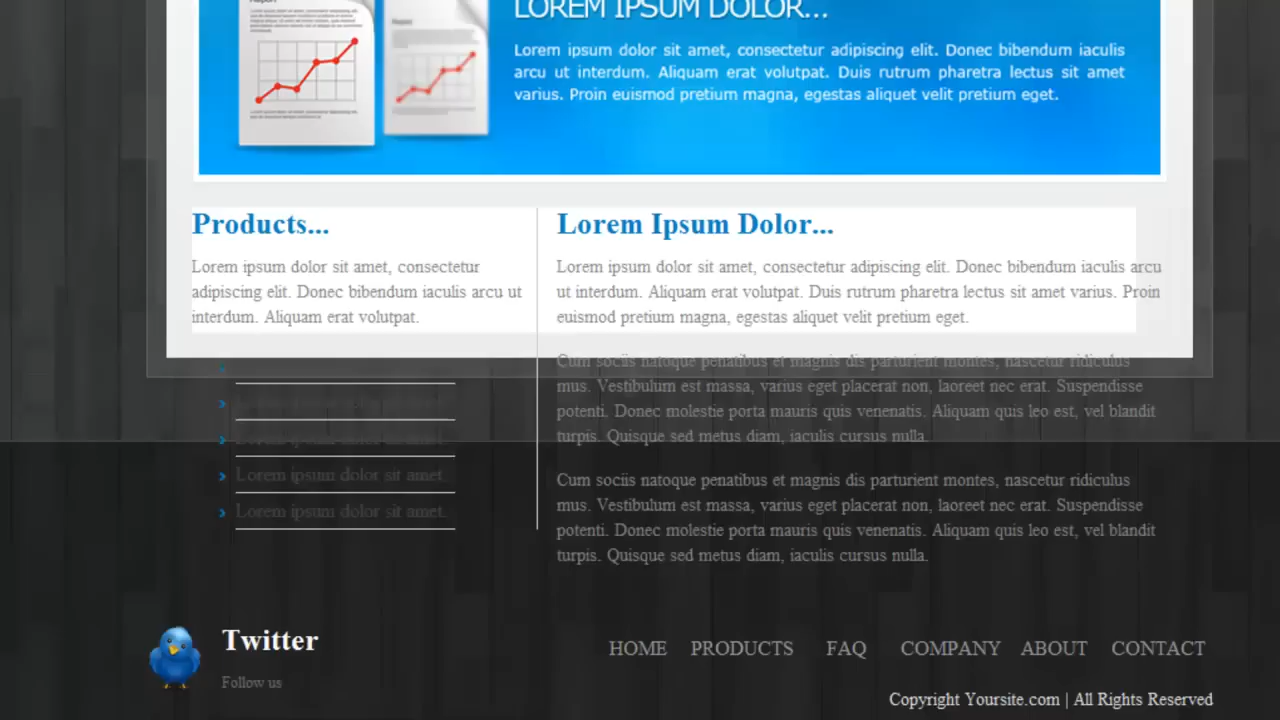 LOREM IPSUM DOLOR...
Lorem ipsum dolor sit amet, consectetur adipiscing elit. Donec bibendum iaculis
arcu ut interdum. Aliquam erat volutpat. Duis rutrum pharetra lectus sit amet
varius. Proin euismod pretium magna, egestas aliquet velit pretium eget.
Products...
Lorem ipsum dolor sit amet, consectetur
adipiscing elit. Donec bibendum iaculis arcu ut
interdum. Aliquam erat volutpat.
Lorem ipsum dolor sit amet.
Lorem ipsum dolor sit amet.
Lorem ipsum dolor sit amet.
Lorem Ipsum Dolor...
Lorem ipsum dolor sit amet, consectetur adipiscing elit. Donec bibendum iaculis arcu
ut interdum. Aliquam erat volutpat. Duis rutrum pharetra lectus sit amet varius. Proin
euismod pretium magna, egestas aliquet velit pretium eget.
Cum sociis natoque penatibus et magnis dis parturient montes, nascetur ridiculus
mus. Vestibulum est massa, varius eget placerat non, laoreet nec erat. Suspendisse
potenti. Donec molestie porta mauris quis venenatis. Aliquam quis leo est, vel blandit
turpis. Quisque sed metus diam, iaculis cursus nulla.
Cum sociis natoque penatibus et magnis dis parturient montes, nascetur ridiculus
mus. Vestibulum est massa, varius eget placerat non, laoreet nec erat. Suspendisse
potenti. Donec molestie porta mauris quis venenatis. Aliquam quis leo est, vel blandit
turpis. Quisque sed metus diam, iaculis cursus nulla.
Twitter
Follow us
HOME PRODUCTS FAQ COMPANY ABOUT CONTACT
Copyright Yoursite.com | All Rights Reserved